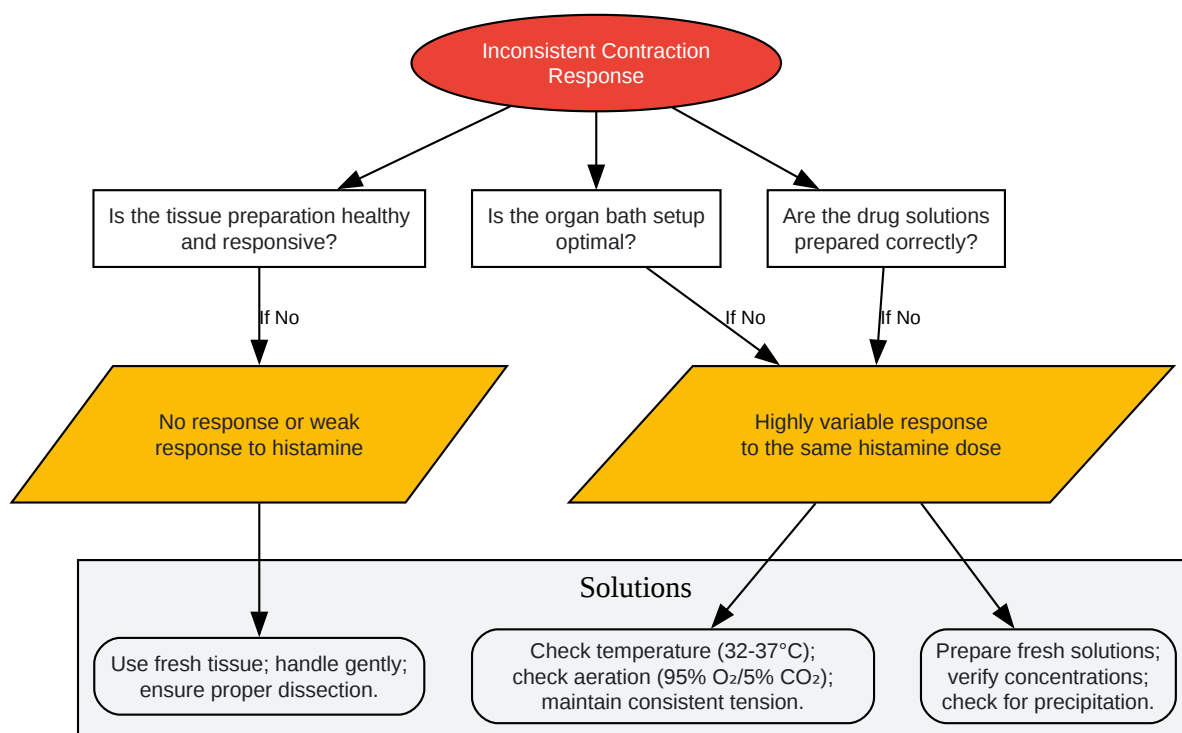 Inconsistent Contraction
Response
Is the tissue preparation healthy
and responsive?
Is the organ bath setup
optimal?
Are the drug solutions
prepared correctly?
If No
If No
If No
No response or weak
response to histamine
Highly variable response
to the same histamine dose
Solutions
Use fresh tissue; handle gently;
ensure proper dissection.
Check temperature (32-37°C);
check aeration (95% O₂/5% CO₂);
maintain consistent tension.
Prepare fresh solutions;
verify concentrations;
check for precipitation.